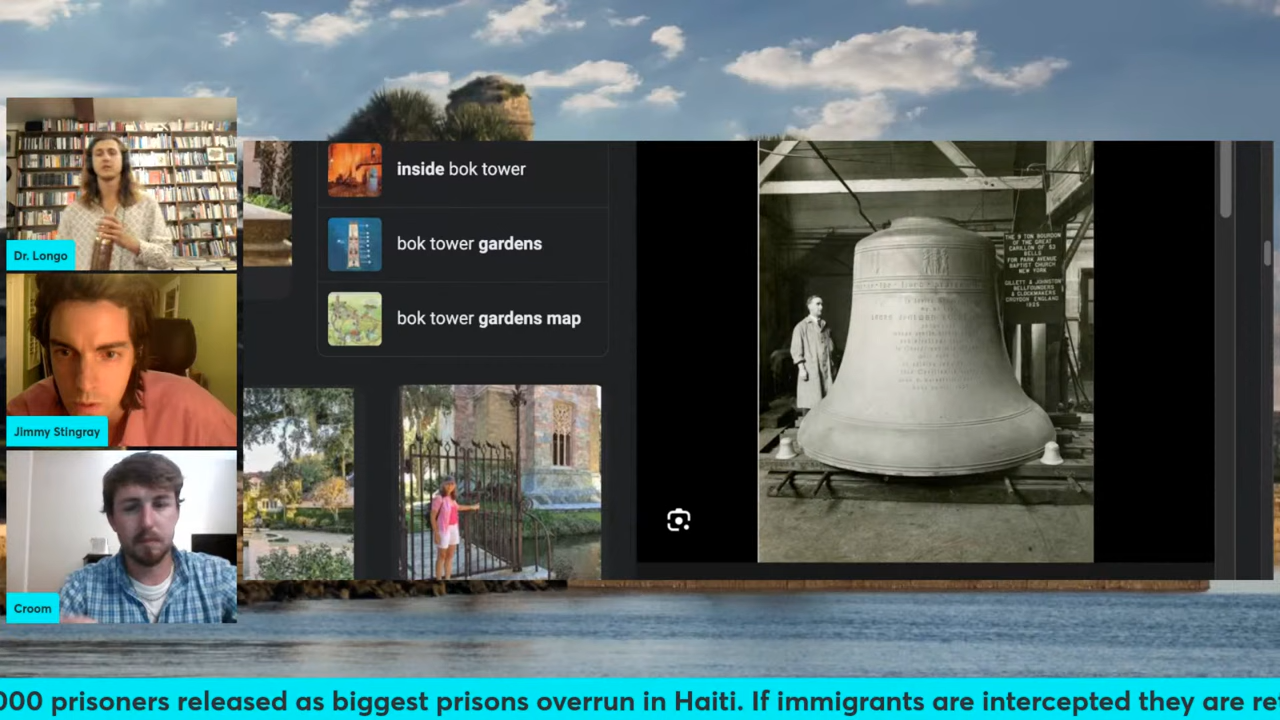 inside bok tower
bok tower gardens
bok tower gardens map
THE 9 TON BOURDON
OF THE GREAT
CARILLON OF 53
BELLS
FOR PARK AVENUE
BAPTIST CHURCH
NEW YORK
GILLETT & JOHNSTON
BELLFOUNDERS
& CLOCKMAKERS
CROYDON ENGLAND
1925
Dr. Longo
Jimmy Stingray
Croom
000 prisoners released as biggest prisons overrun in Haiti. If immigrants are intercepted they are re